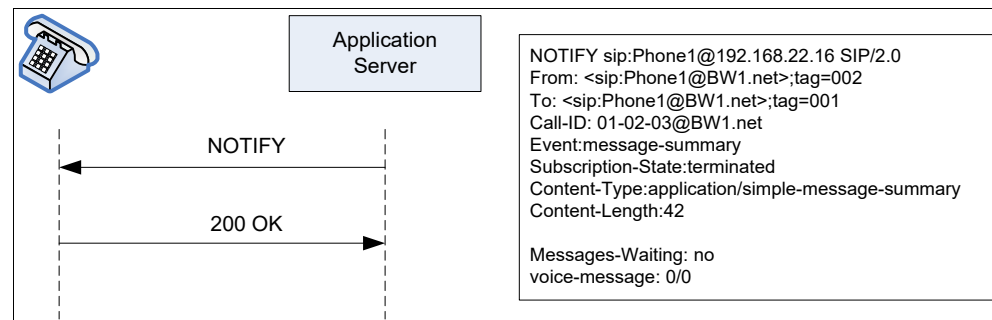 Application
Server
NOTIFY
200 OK
NOTIFY sip:Phone1@192.168.22.16 SIP/2.0
From: <sip:Phone1@BW1.net>;tag=002
To: <sip:Phone1@BW1.net>;tag=001
Call-ID: 01-02-03@BW1.net
Event:message-summary
Subscription-State:terminated
Content-Type:application/simple-message-summary
Content-Length:42

Messages-Waiting: no
voice-message: 0/0